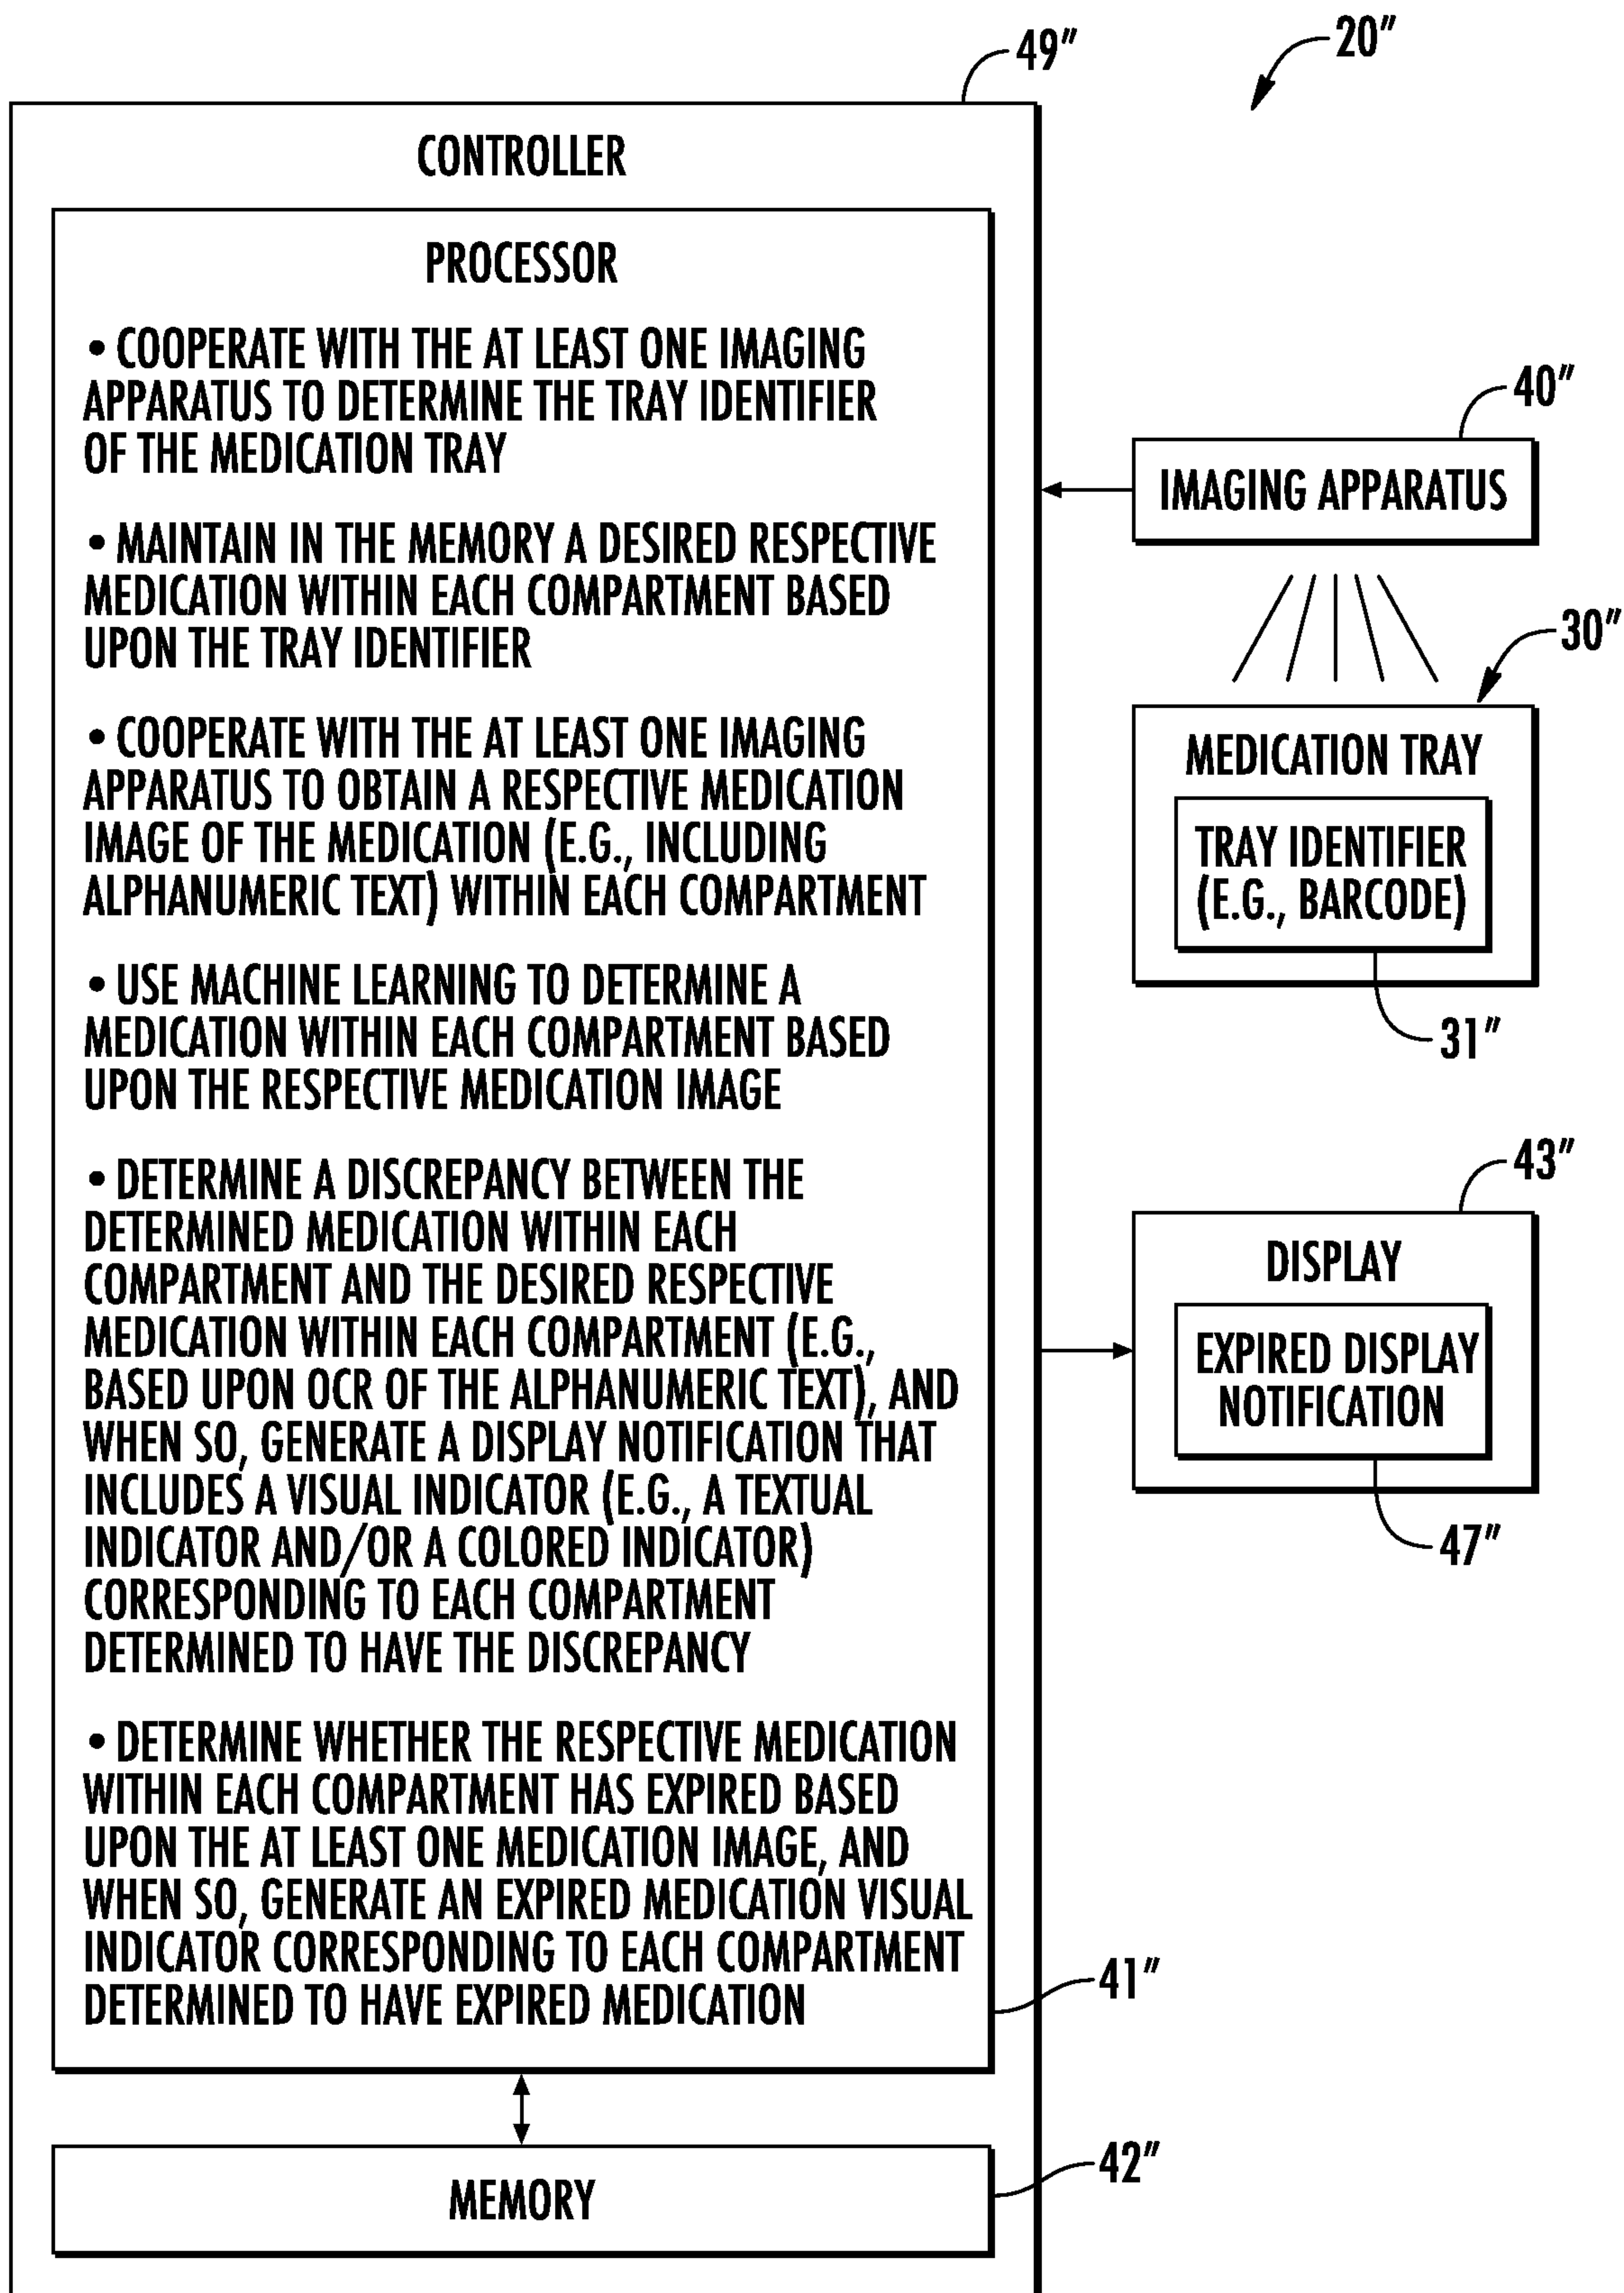 49"
20"
CONTROLLER
PROCESSOR
• COOPERATE WITH THE AT LEAST ONE IMAGING
APPARATUS TO DETERMINE THE TRAY IDENTIFIER
OF THE MEDICATION TRAY
• MAINTAIN IN THE MEMORY A DESIRED RESPECTIVE
MEDICATION WITHIN EACH COMPARTMENT BASED
UPON THE TRAY IDENTIFIER
• COOPERATE WITH THE AT LEAST ONE IMAGING
APPARATUS TO OBTAIN A RESPECTIVE MEDICATION
IMAGE OF THE MEDICATION (E.G., INCLUDING
ALPHANUMERIC TEXT) WITHIN EACH COMPARTMENT
• USE MACHINE LEARNING TO DETERMINE A
MEDICATION WITHIN EACH COMPARTMENT BASED
UPON THE RESPECTIVE MEDICATION IMAGE
• DETERMINE A DISCREPANCY BETWEEN THE
DETERMINED MEDICATION WITHIN EACH
COMPARTMENT AND THE DESIRED RESPECTIVE
MEDICATION WITHIN EACH COMPARTMENT (E.G.,
BASED UPON OCR OF THE ALPHANUMERIC TEXT), AND
WHEN SO, GENERATE A DISPLAY NOTIFICATION THAT
INCLUDES A VISUAL INDICATOR (E.G., A TEXTUAL
INDICATOR AND/OR A COLORED INDICATOR)
CORRESPONDING TO EACH COMPARTMENT
DETERMINED TO HAVE THE DISCREPANCY
• DETERMINE WHETHER THE RESPECTIVE MEDICATION
WITHIN EACH COMPARTMENT HAS EXPIRED BASED
UPON THE AT LEAST ONE MEDICATION IMAGE, AND
WHEN SO, GENERATE AN EXPIRED MEDICATION VISUAL
INDICATOR CORRESPONDING TO EACH COMPARTMENT
DETERMINED TO HAVE EXPIRED MEDICATION
41"
MEMORY
42"
40"
IMAGING APPARATUS
30"
MEDICATION TRAY
TRAY IDENTIFIER
(E.G., BARCODE)
31"
43"
DISPLAY
EXPIRED DISPLAY
NOTIFICATION
47"